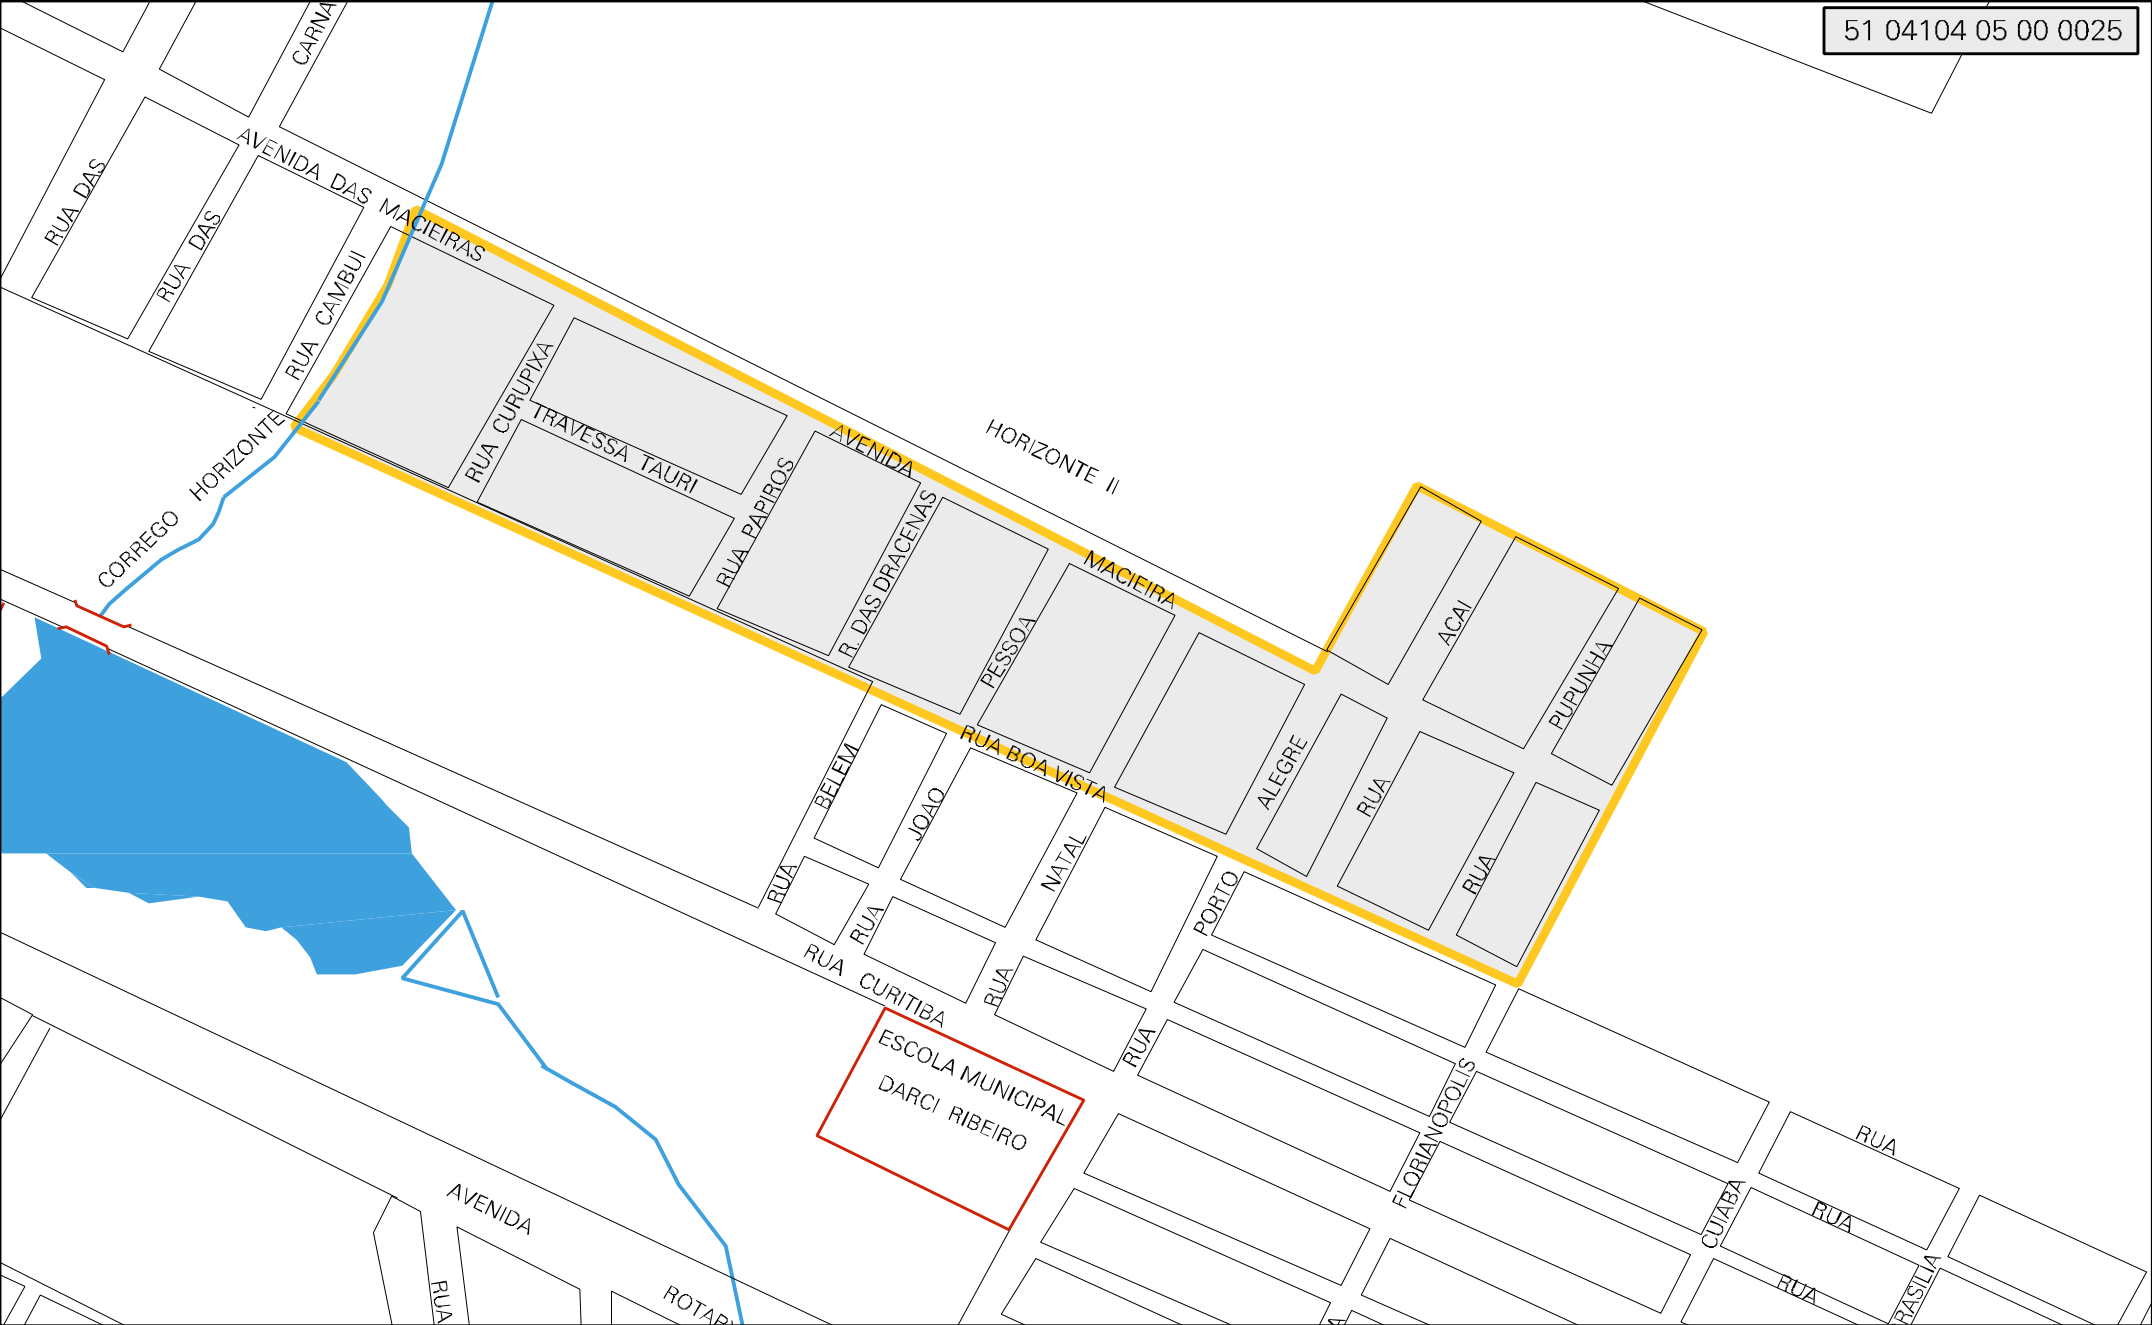 51 04104 05 00 0025
CARNA
AVENIDA DAS MACIEIRAS
RUA DAS
RUA DAS
RUA CAMBUI
RUA CURUPIXA
TRAVESSA TAURI
RUA PAPIROS
AVENIDA MACIEIRA
HORIZONTE II
R. DAS DRACENAS
CORREGO HORIZONTE
RUA JOAO PESSOA
RUA ACAI
RUA PUPUNHA
RUA BOA VISTA
RUA BELEM
RUA NATAL
RUA PORTO ALEGRE
RUA CURITIBA
ESCOLA MUNICIPAL
DARCI RIBEIRO
FLORIANOPOLIS
CUIABA
RUA
RUA
RUA
RASILIA
AVENIDA
RUA